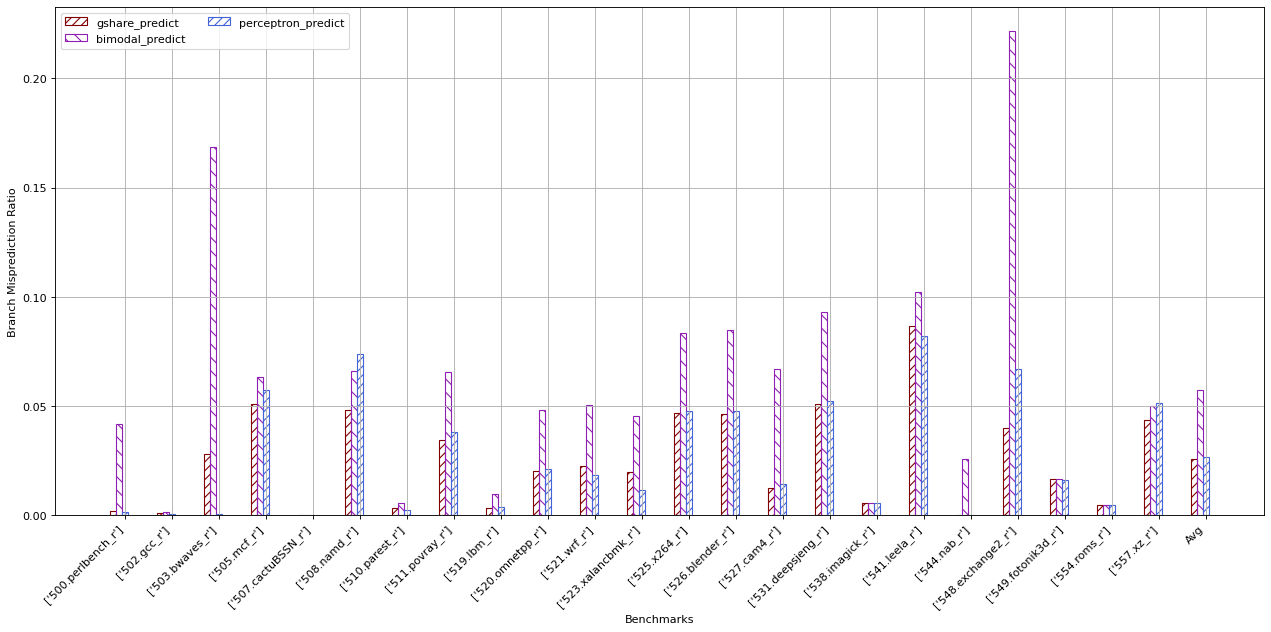 gshare_predict
bimodal_predict
perceptron_predict
0.20
0.15
0.10
0.05
0.00
Branch Misprediction Ratio
['500.perlbench_r']
['502.gcc_r']
['503.bwaves_r']
['505.mcf_r']
['507.cactuBSSN_r']
['508.namd_r']
['510.parest_r']
['511.povray_r']
['519.lbm_r']
['520.omnetpp_r']
['521.wrf_r']
['523.xalancbmk_r']
['525.x264_r']
['526.blender_r']
['527.cam4_r']
['531.deepsjeng_r']
['538.imagick_r']
['541.leela_r']
['544.nab_r']
['548.exchange2_r']
['549.fotonik3d_r']
['554.roms_r']
['557.xz_r']
Avg
Benchmarks